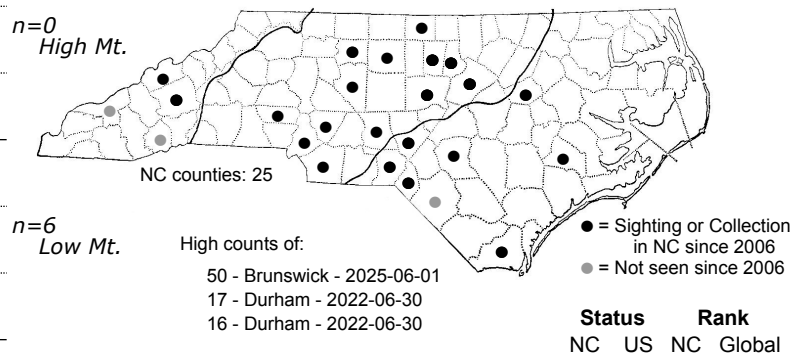 n=0
High Mt.
NC counties: 25
n=6
Low Mt.
High counts of:
50 - Brunswick - 2025-06-01
17 - Durham - 2022-06-30
16 - Durham - 2022-06-30
● = Sighting or Collection
in NC since 2006
● = Not seen since 2006
Status Rank
NC US NC Global